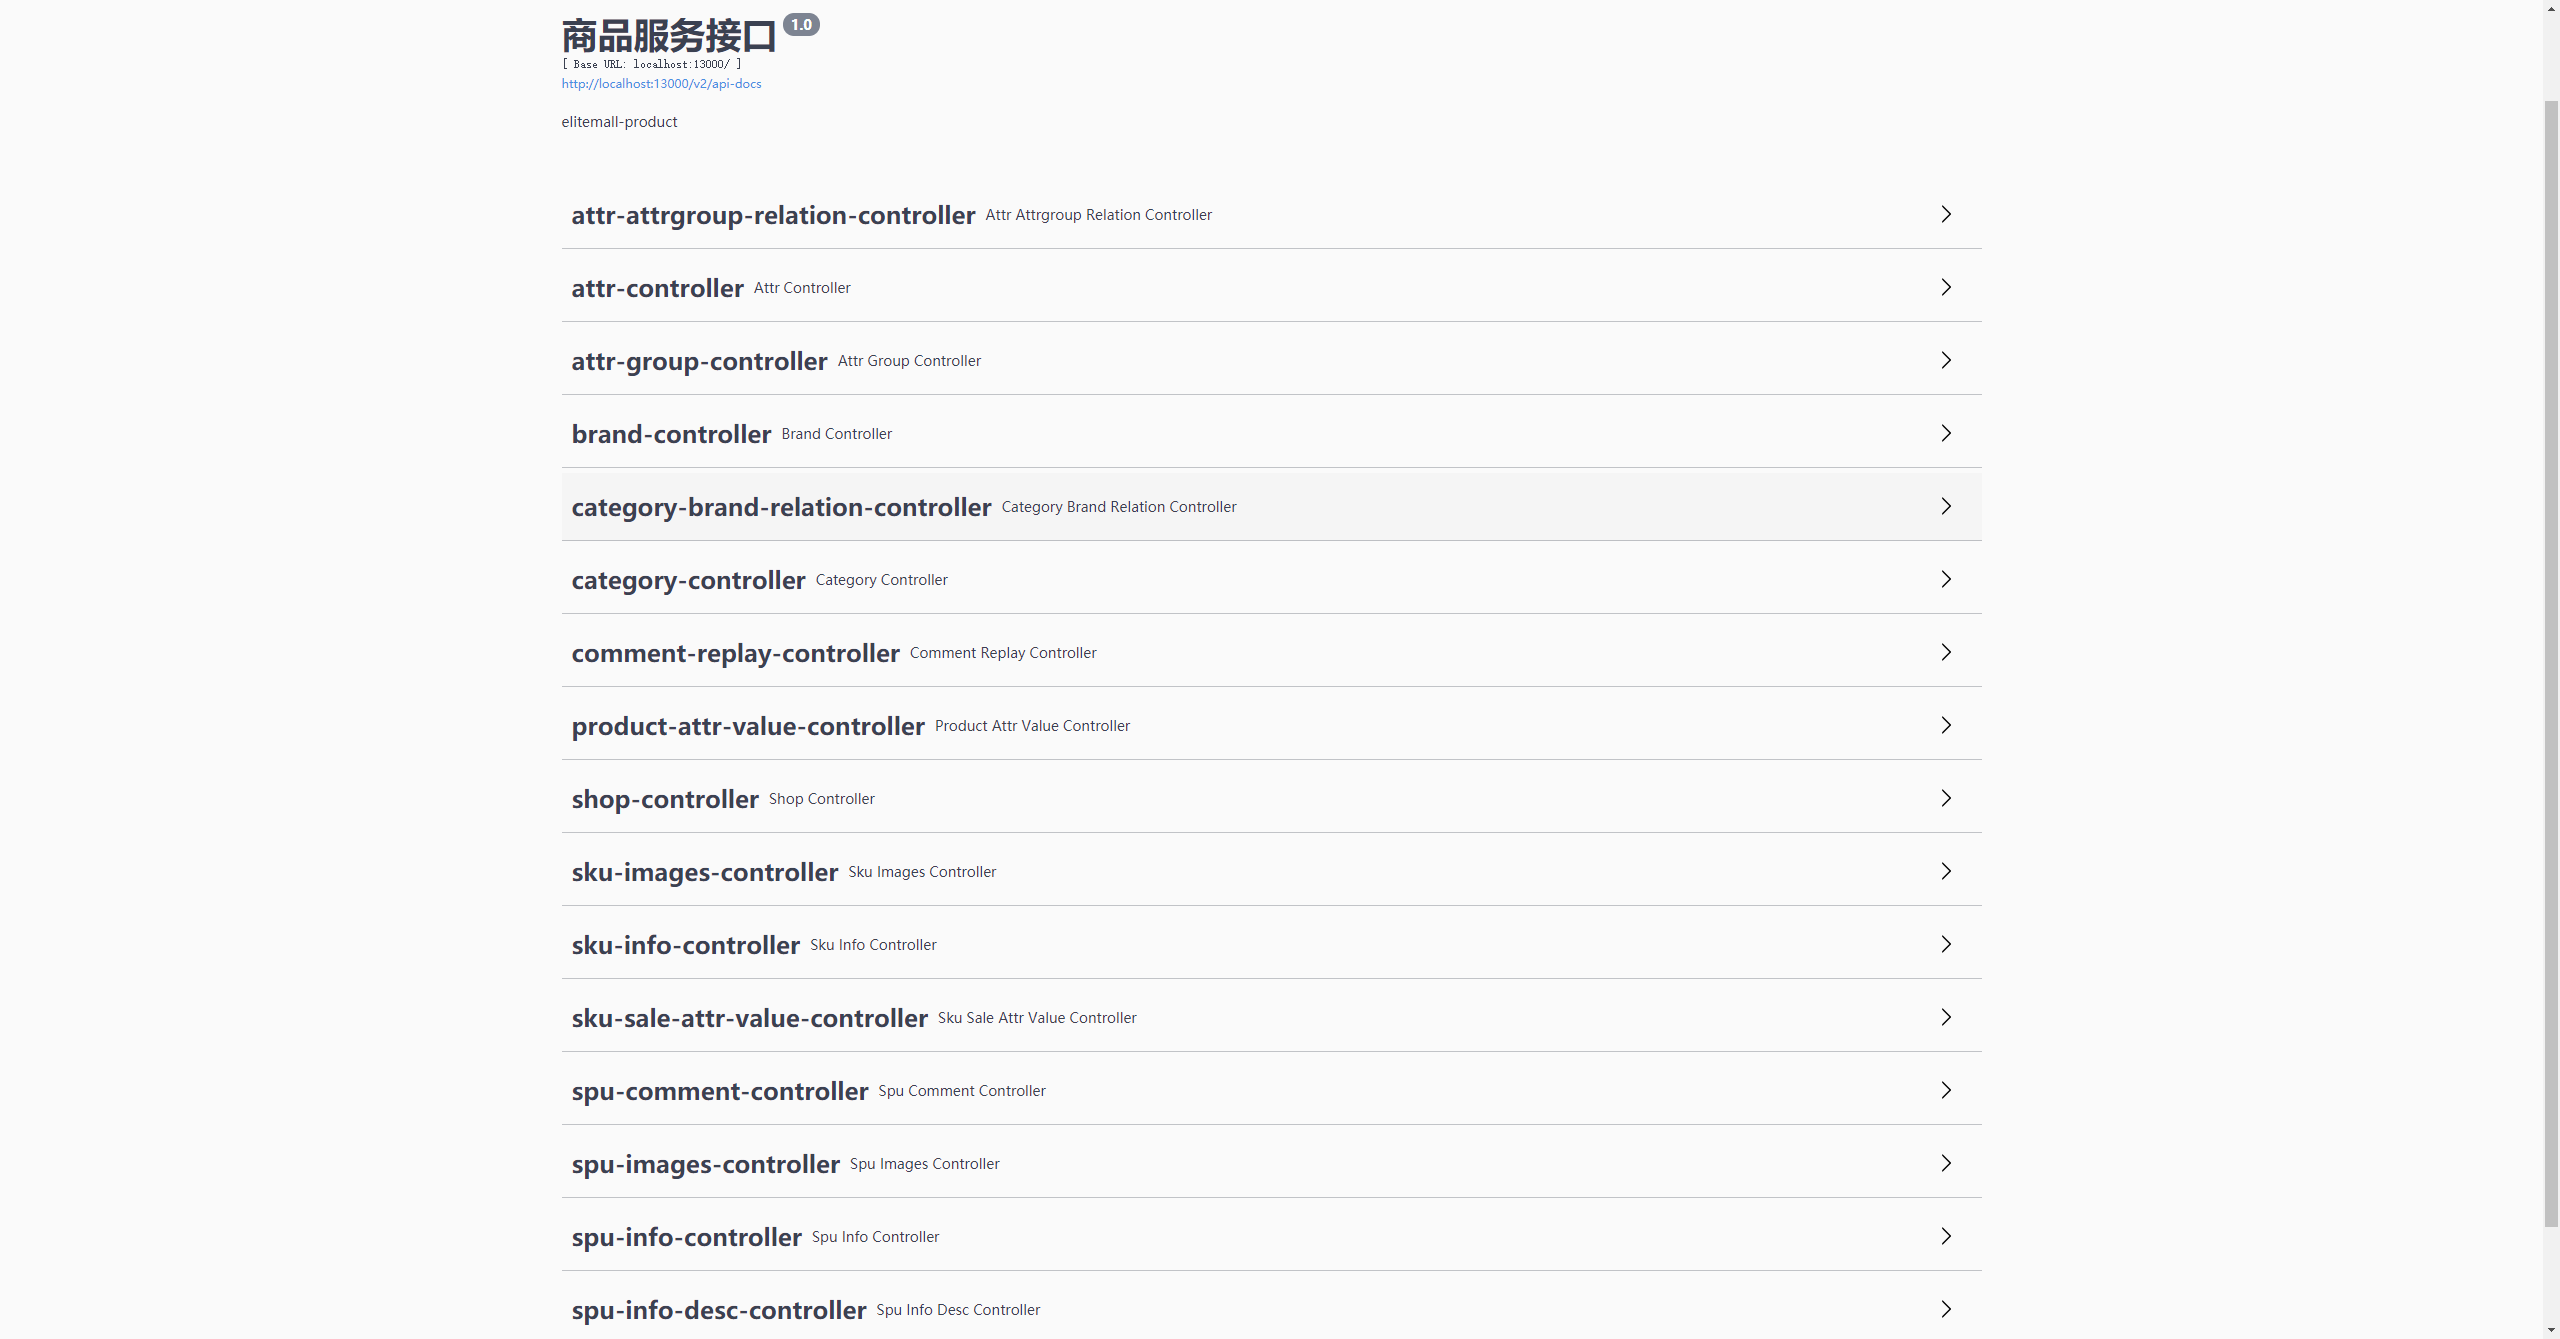 商品服务接口 1.0
[ Base URL: localhost:13000/ ]
http://localhost:13000/v2/api-docs
elitemall-product
attr-attrgroup-relation-controller Attr Attrgroup Relation Controller
attr-controller Attr Controller
attr-group-controller Attr Group Controller
brand-controller Brand Controller
category-brand-relation-controller Category Brand Relation Controller
category-controller Category Controller
comment-replay-controller Comment Replay Controller
product-attr-value-controller Product Attr Value Controller
shop-controller Shop Controller
sku-images-controller Sku Images Controller
sku-info-controller Sku Info Controller
sku-sale-attr-value-controller Sku Sale Attr Value Controller
spu-comment-controller Spu Comment Controller
spu-images-controller Spu Images Controller
spu-info-controller Spu Info Controller
spu-info-desc-controller Spu Info Desc Controller